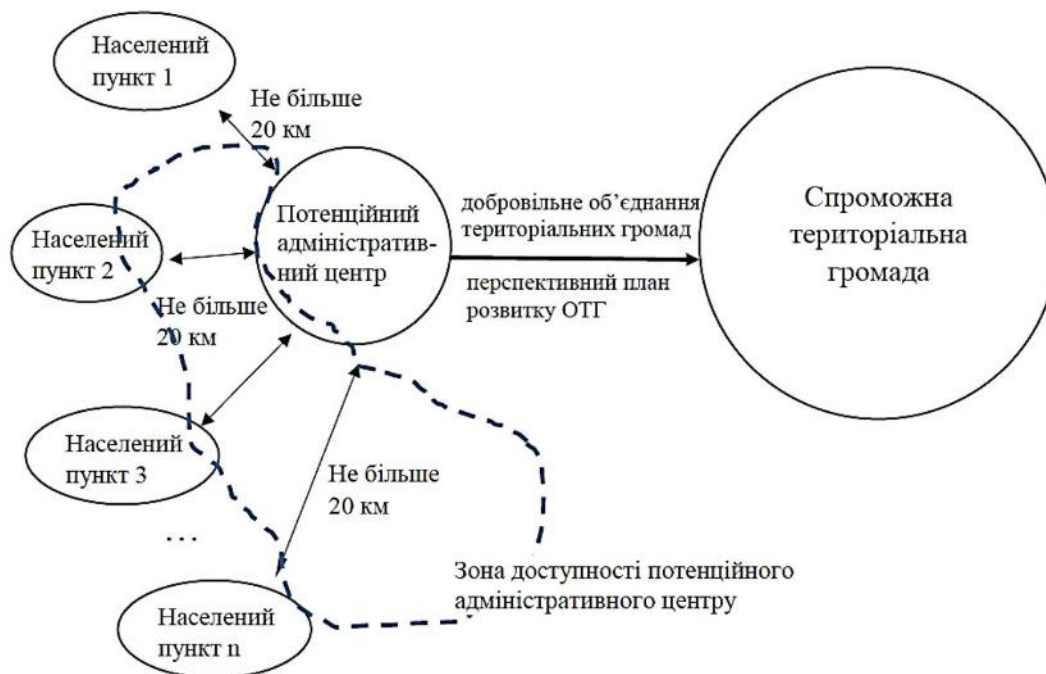 Населений
пункт 1
Не більше
20 км
Потенційний
адміністратив-
ний центр
добровільне об’єднання
територіальних громад
перспективний план
розвитку ОТГ
Спроможна
територіальна
громада
Населений
пункт 2
Не більше
20 км
Населений
пункт 3
Не більше
20 км
...
Зона доступності потенційного
адміністративного центру
Населений
пункт n